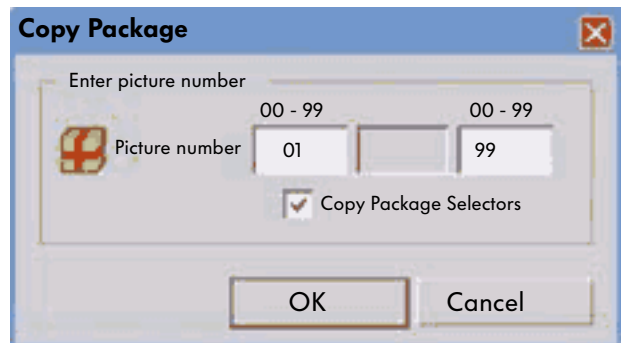 Copy Package
Enter picture number
00 - 99 00 - 99
Picture number 01 99
Copy Package Selectors
OK Cancel